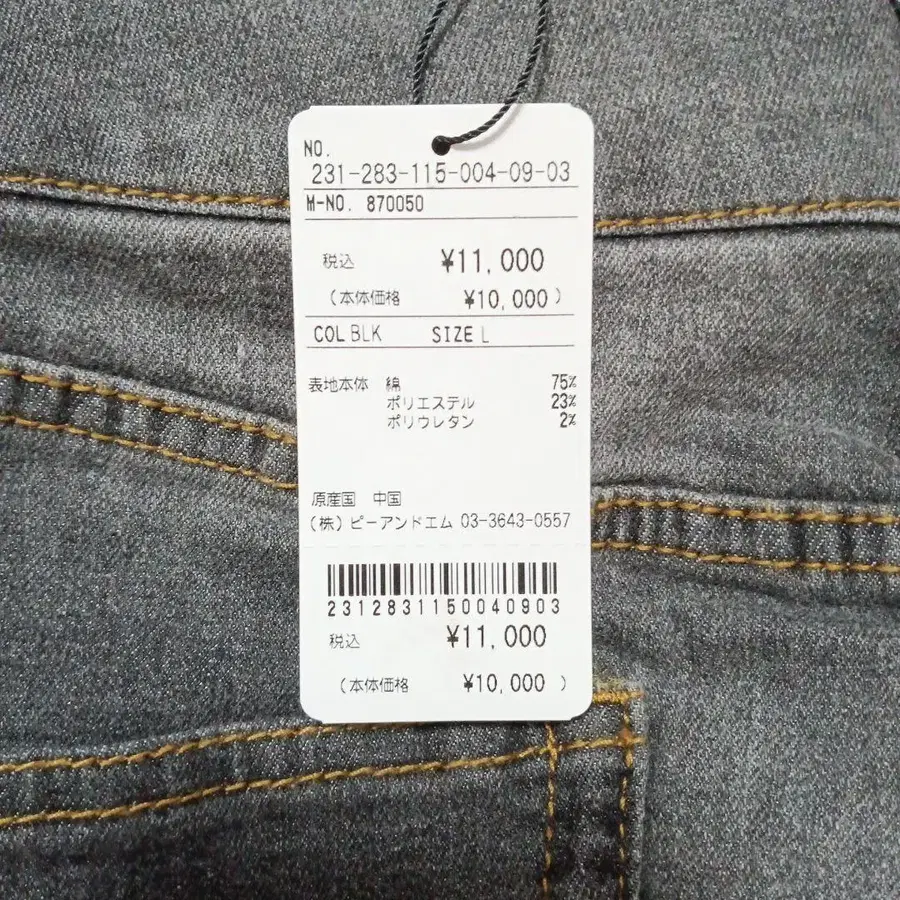 NO.
231-283-115-004-09-03
M-NO. 870050
税込 ¥11,000
(本体価格 ¥10,000)
COL BLK SIZE L
表地本体 綿 75%
ポリエステル 23%
ポリウレタン 2%
原産国 中国
(株)ピーアンドエム 03-3643-0557
2312831150040903
税込 ¥11,000
(本体価格 ¥10,000)